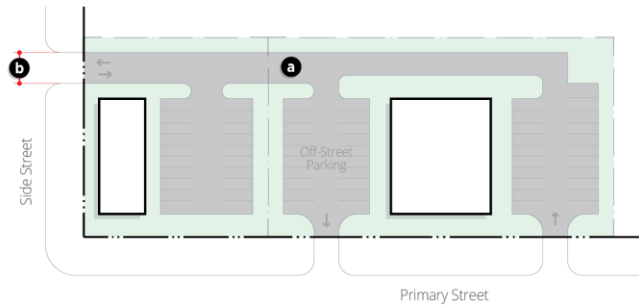 a
b
Side Street
Off-Street
Parking
Primary Street